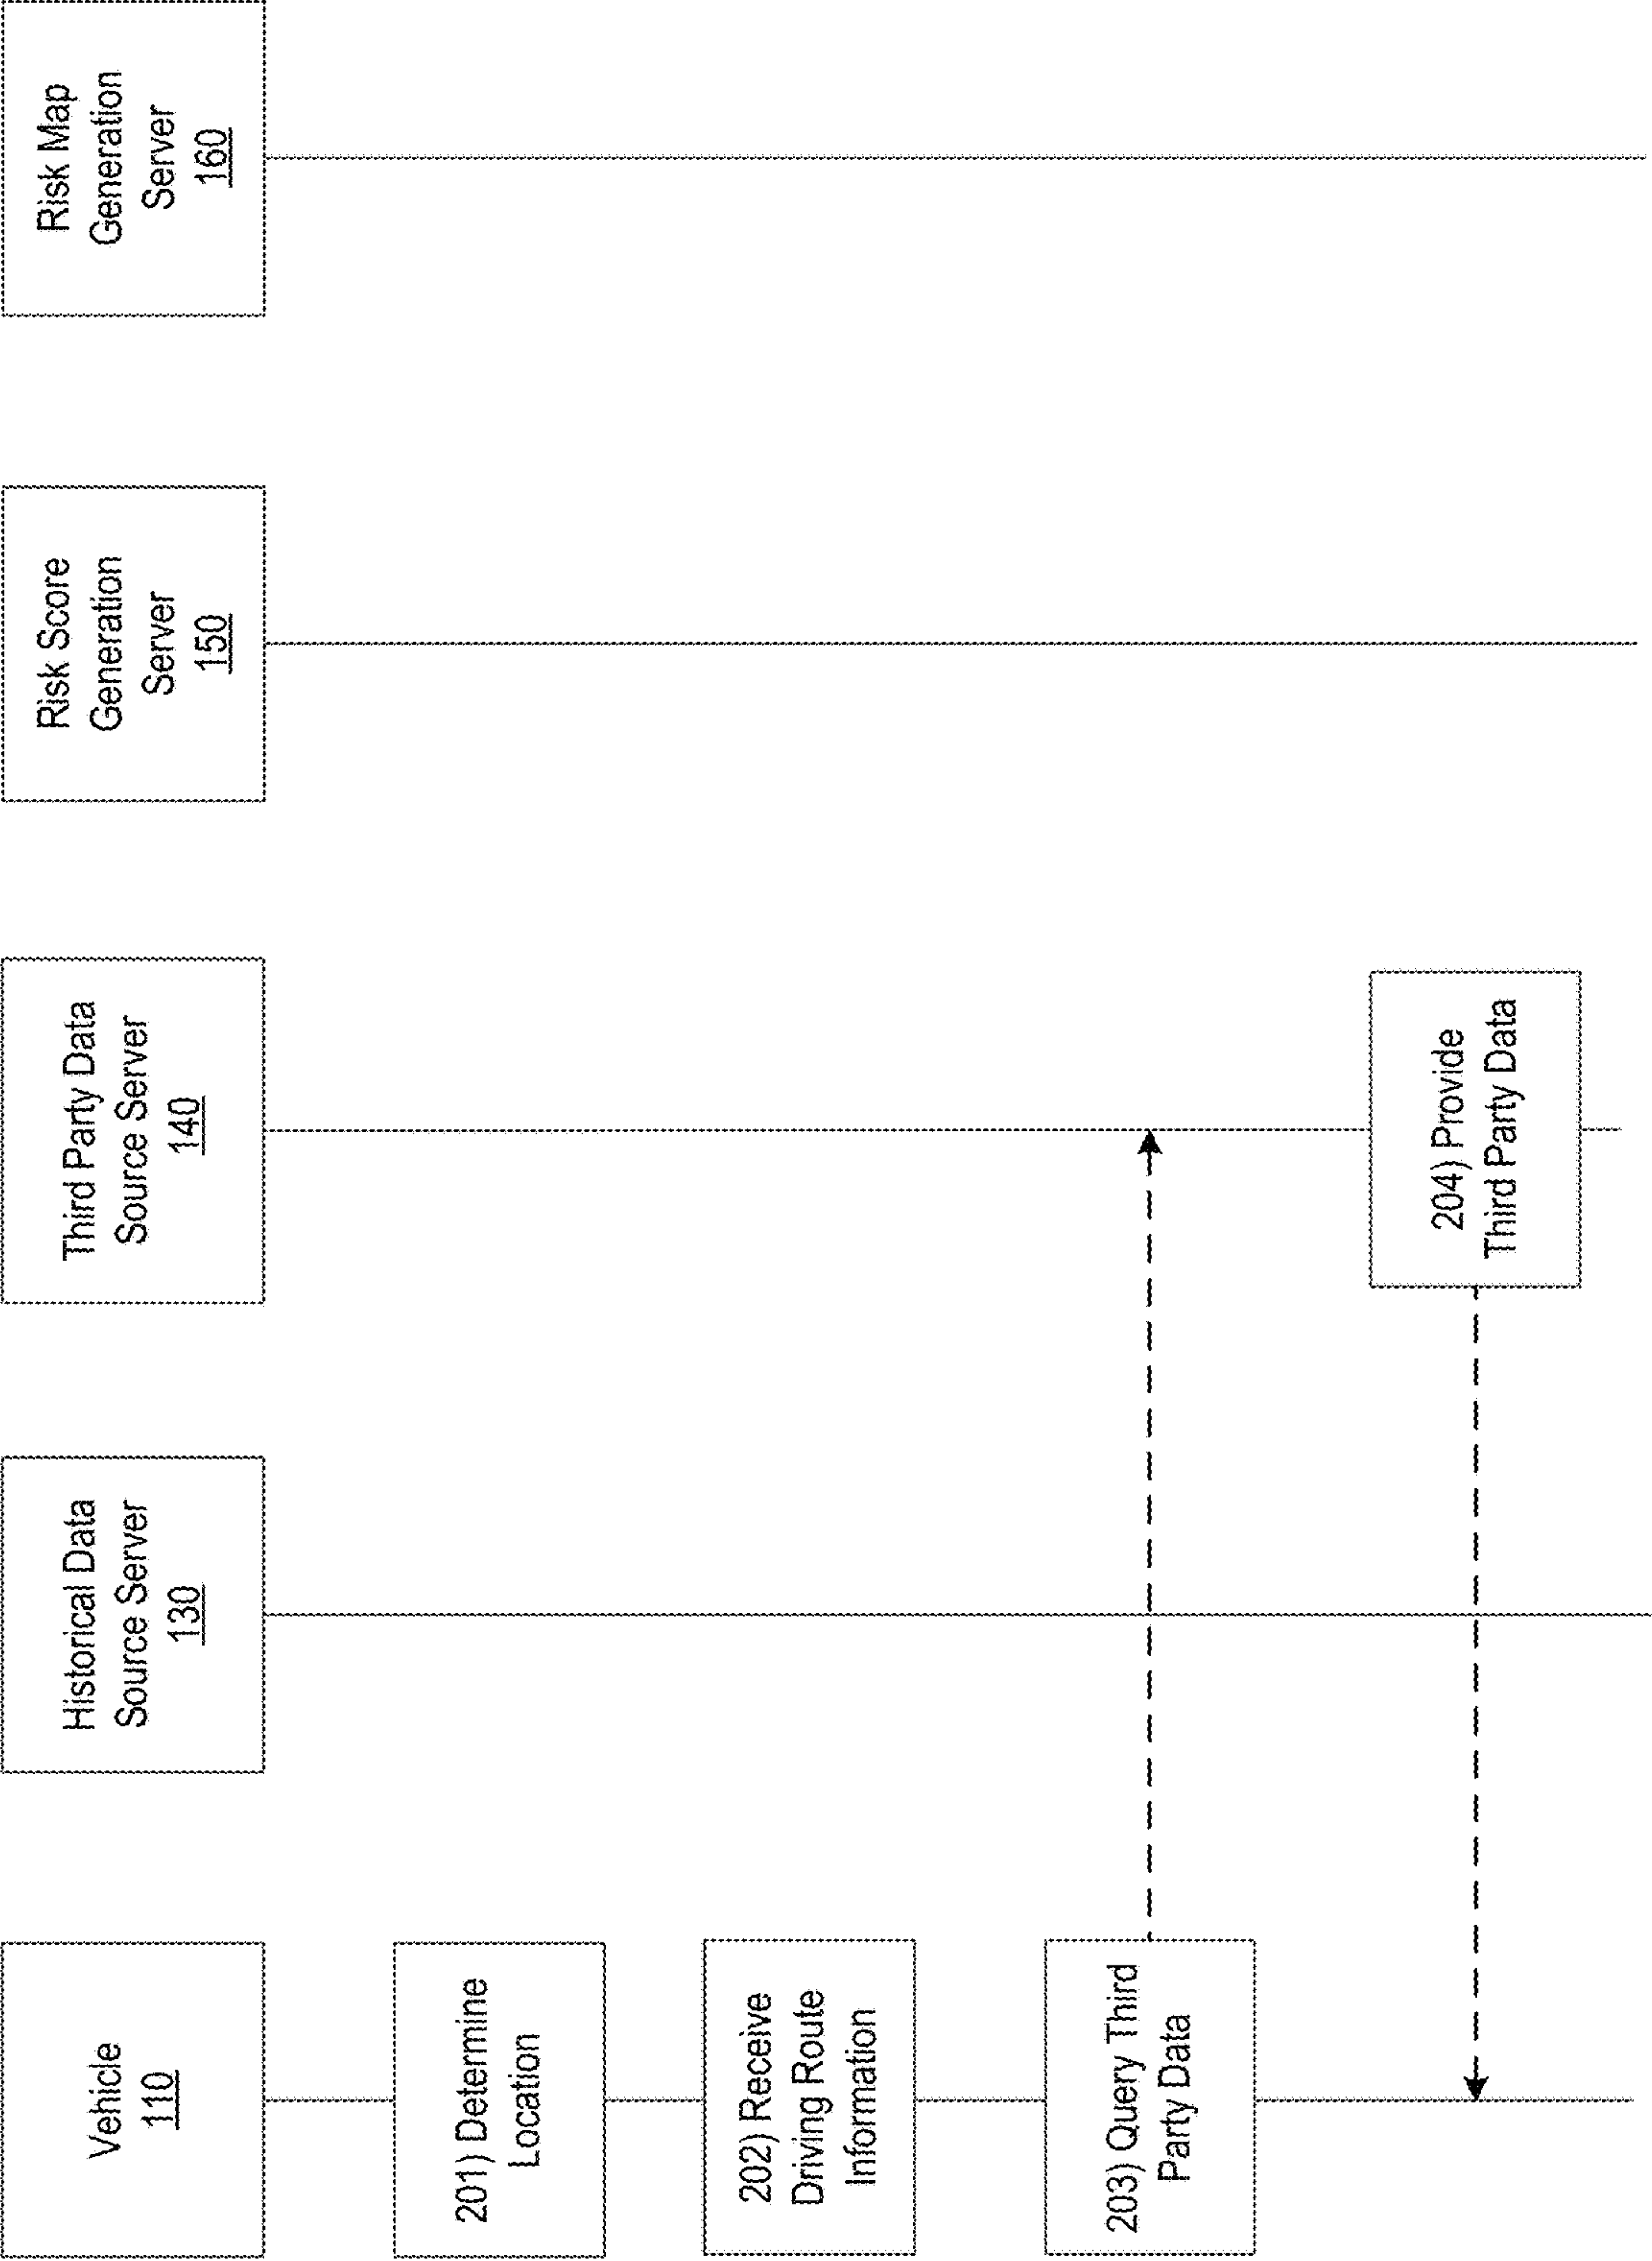 Vehicle
110
Historical Data
Source Server
130
Third Party Data
Source Server
140
Risk Score
Generation
Server
150
Risk Map
Generation
Server
160
201) Determine
Location
202) Receive
Driving Route
Information
203) Query Third
Party Data
204) Provide
Third Party Data